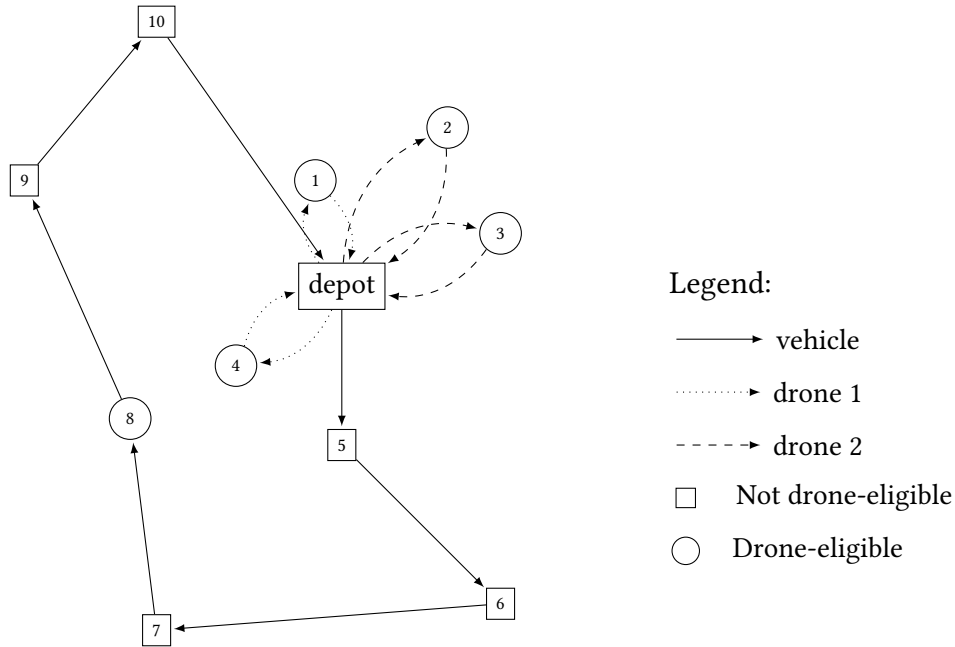 10
2
1
9
3
depot
4
8
5
6
7
Legend:
vehicle
drone 1
drone 2
Not drone-eligible
Drone-eligible